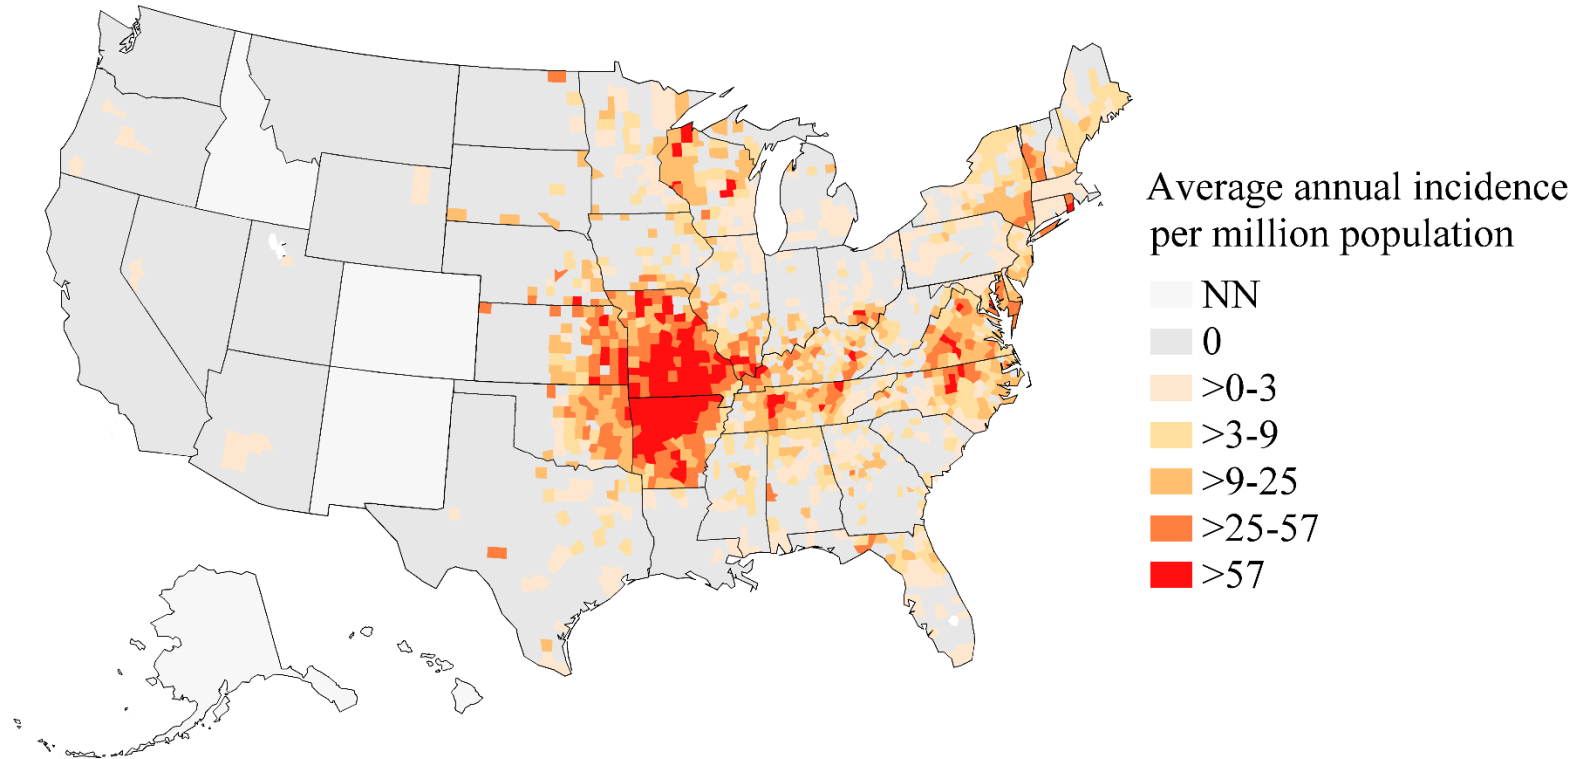 Average annual incidence
per million population
NN
0
>0-3
>3-9
>9-25
>25-57
>57